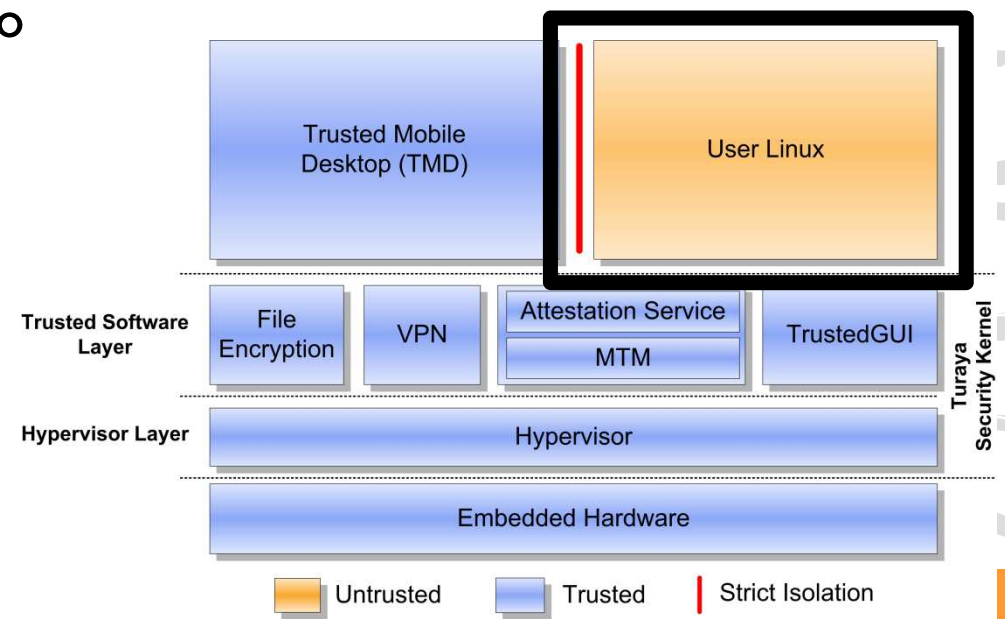 o
Trusted Mobile
Desktop (TMD)
User Linux
Trusted Software
Layer
File
Encryption
VPN
Attestation Service
MTM
TrustedGUI
Turaya
Security Kernel
Hypervisor Layer
Hypervisor
Embedded Hardware
Untrusted
Trusted
Strict Isolation